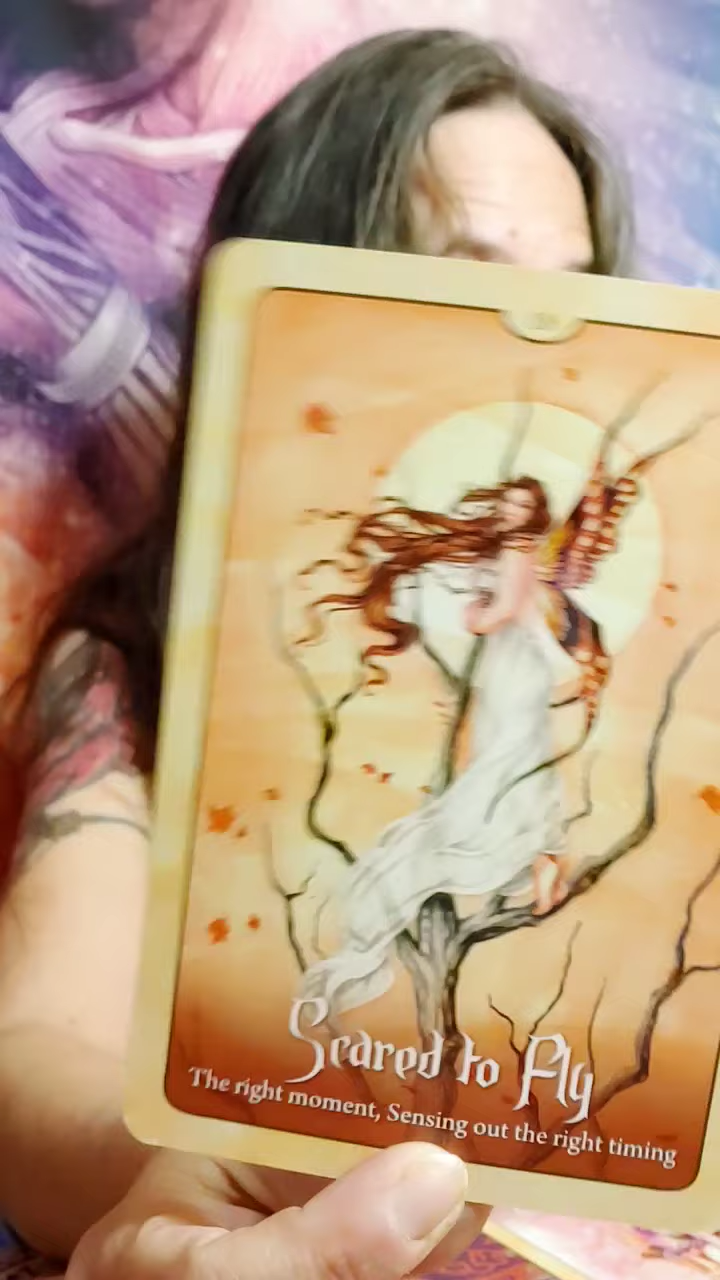 Scared to Fly
The right moment, Sensing out the right timing